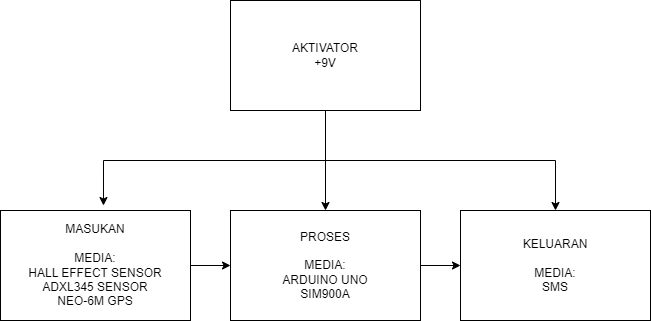 AKTIVATOR
+9V
MASUKAN
MEDIA:
HALL EFFECT SENSOR
ADXL345 SENSOR
NEO-6M GPS
PROSES
MEDIA:
ARDUINO UNO
SIM900A
KELUARAN
MEDIA:
SMS